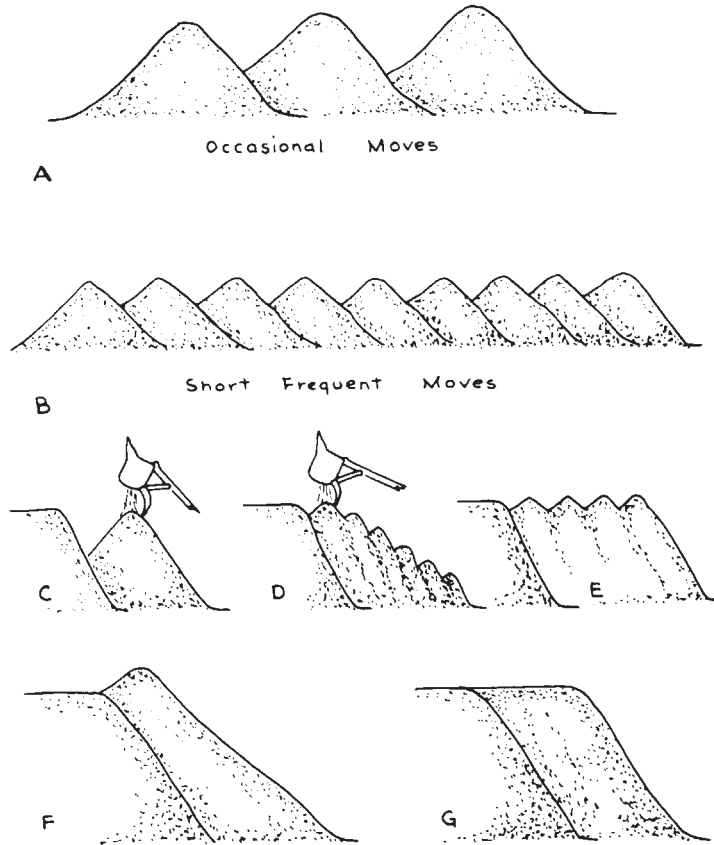 Occasional Moves
A
Short Frequent Moves
B
C D E
F G